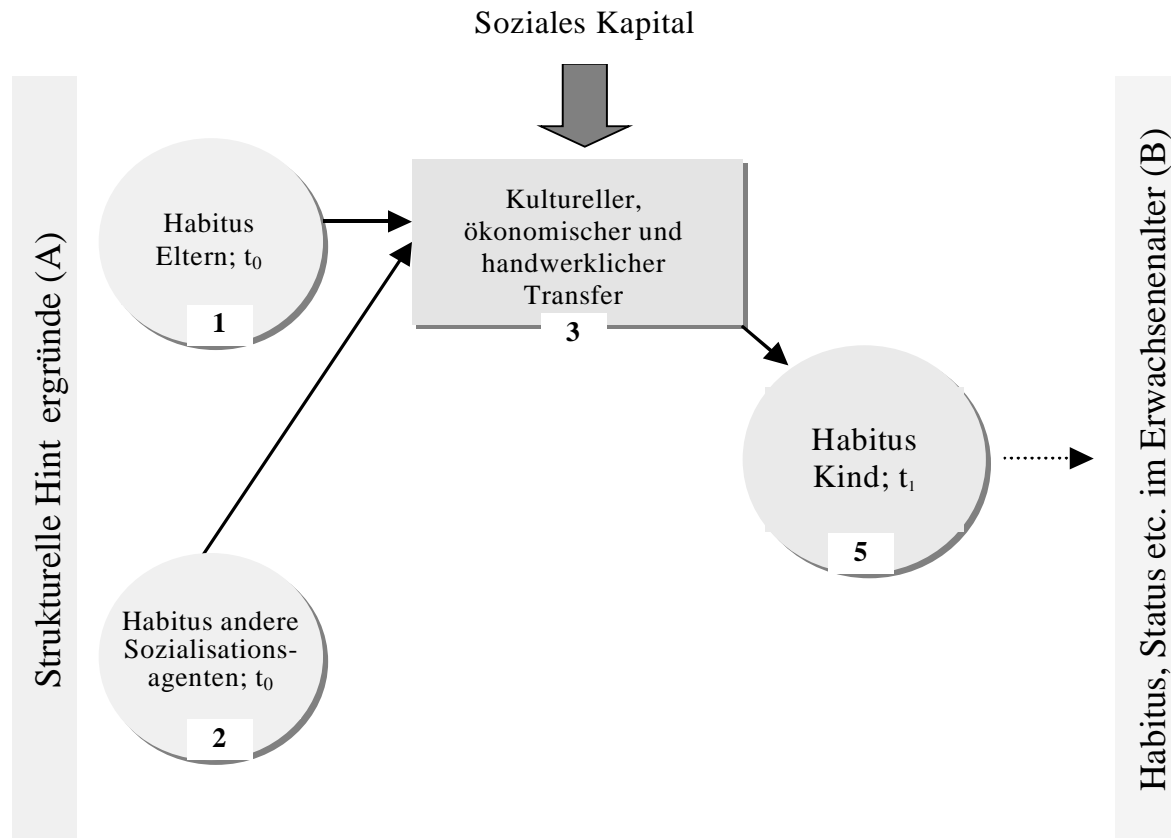 Soziales Kapital
Strukturelle Hint ergründe (A)
Habitus
Eltern; t₀
1
Kultureller,
ökonomischer und
handwerklicher
Transfer
3
Habitus
Kind; t₁
5
Habitus andere
Sozialisations-
agenten; t₀
2
Habitus, Status etc. im Erwachsenenalter (B)